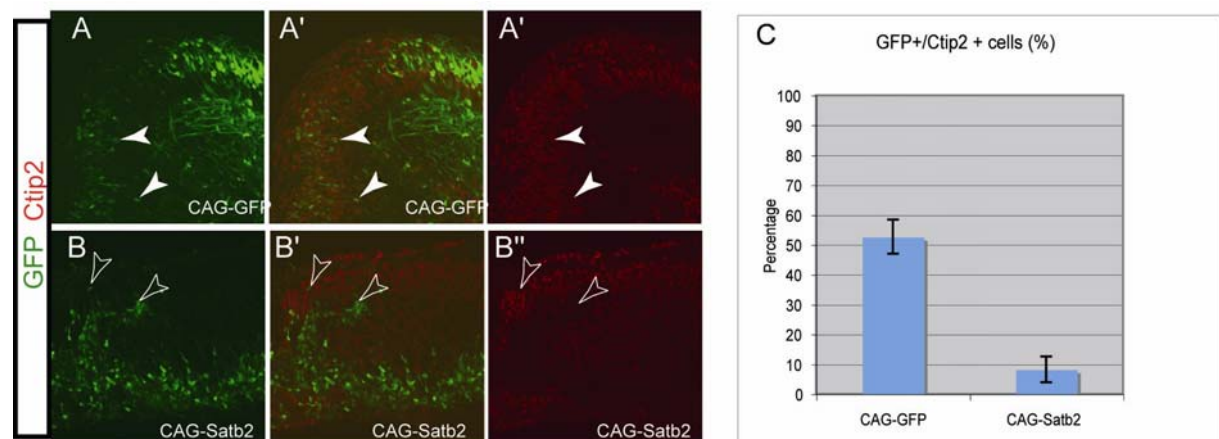 GFP Ctip2
A
CAG-GFP
A'
CAG-GFP
A'
B
CAG-Satb2
B'
CAG-Satb2
B"
CAG-Satb2
C
GFP+/Ctip2 + cells (%)
Percentage
100
90
80
70
60
50
40
30
20
10
0
CAG-GFP
CAG-Satb2